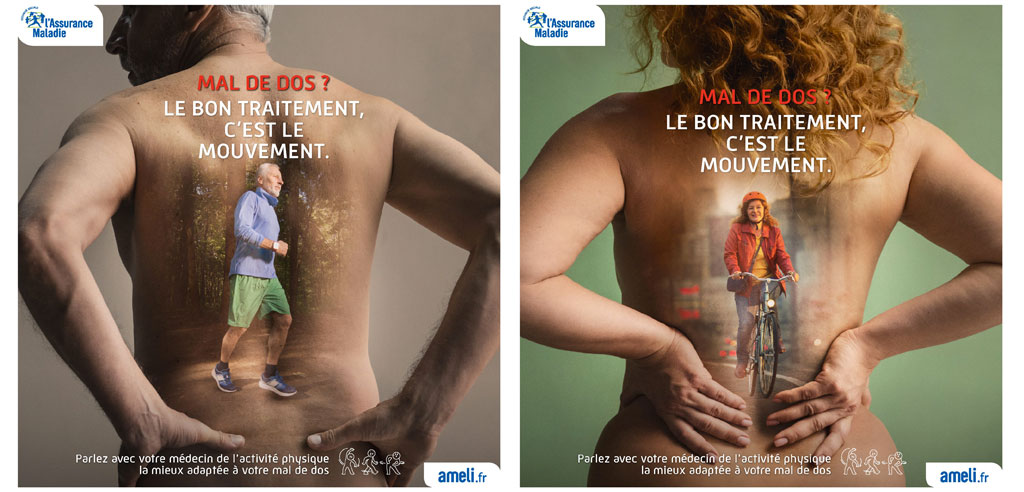 l'Assurance
Maladie
MAL DE DOS ?
LE BON TRAITEMENT,
C'EST LE
MOUVEMENT.
Parlez avec votre médecin de l'activité physique
la mieux adaptée à votre mal de dos
ameli.fr
l'Assurance
Maladie
MAL DE DOS ?
LE BON TRAITEMENT,
C'EST LE
MOUVEMENT.
Parlez avec votre médecin de l'activité physique
la mieux adaptée à votre mal de dos
ameli.fr